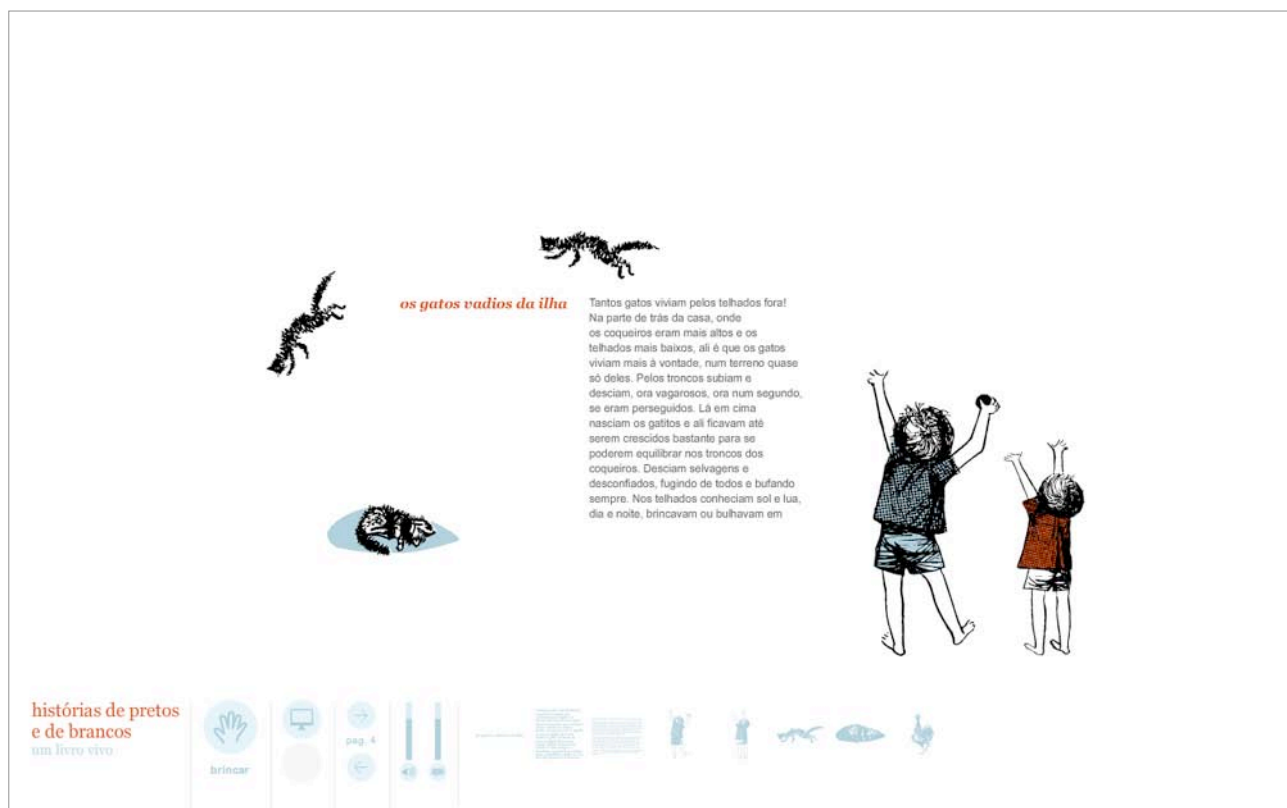 os gatos vadios da ilha
Tantos gatos viviam pelos telhados fora!
Na parte de trás da casa, onde
os coqueiros eram mais altos e os
telhados mais baixos, ali é que os gatos
viviam mais à vontade, num terreno quase
só deles. Pelos troncos subiam e
desciam, ora vagarosos, ora num segundo,
se eram perseguidos. Lá em cima
nasciam os gatitos e ali ficavam até
serem crescidos bastante para se
poderem equilibrar nos troncos dos
coqueiros. Desciam selvagens e
desconfiados, fugindo de todos e bufando
sempre. Nos telhados conheciam sol e lua,
dia e noite, brincavam ou bulhavam em
histórias de pretos
e de brancos
um livro vivo
brincar
pag. 4